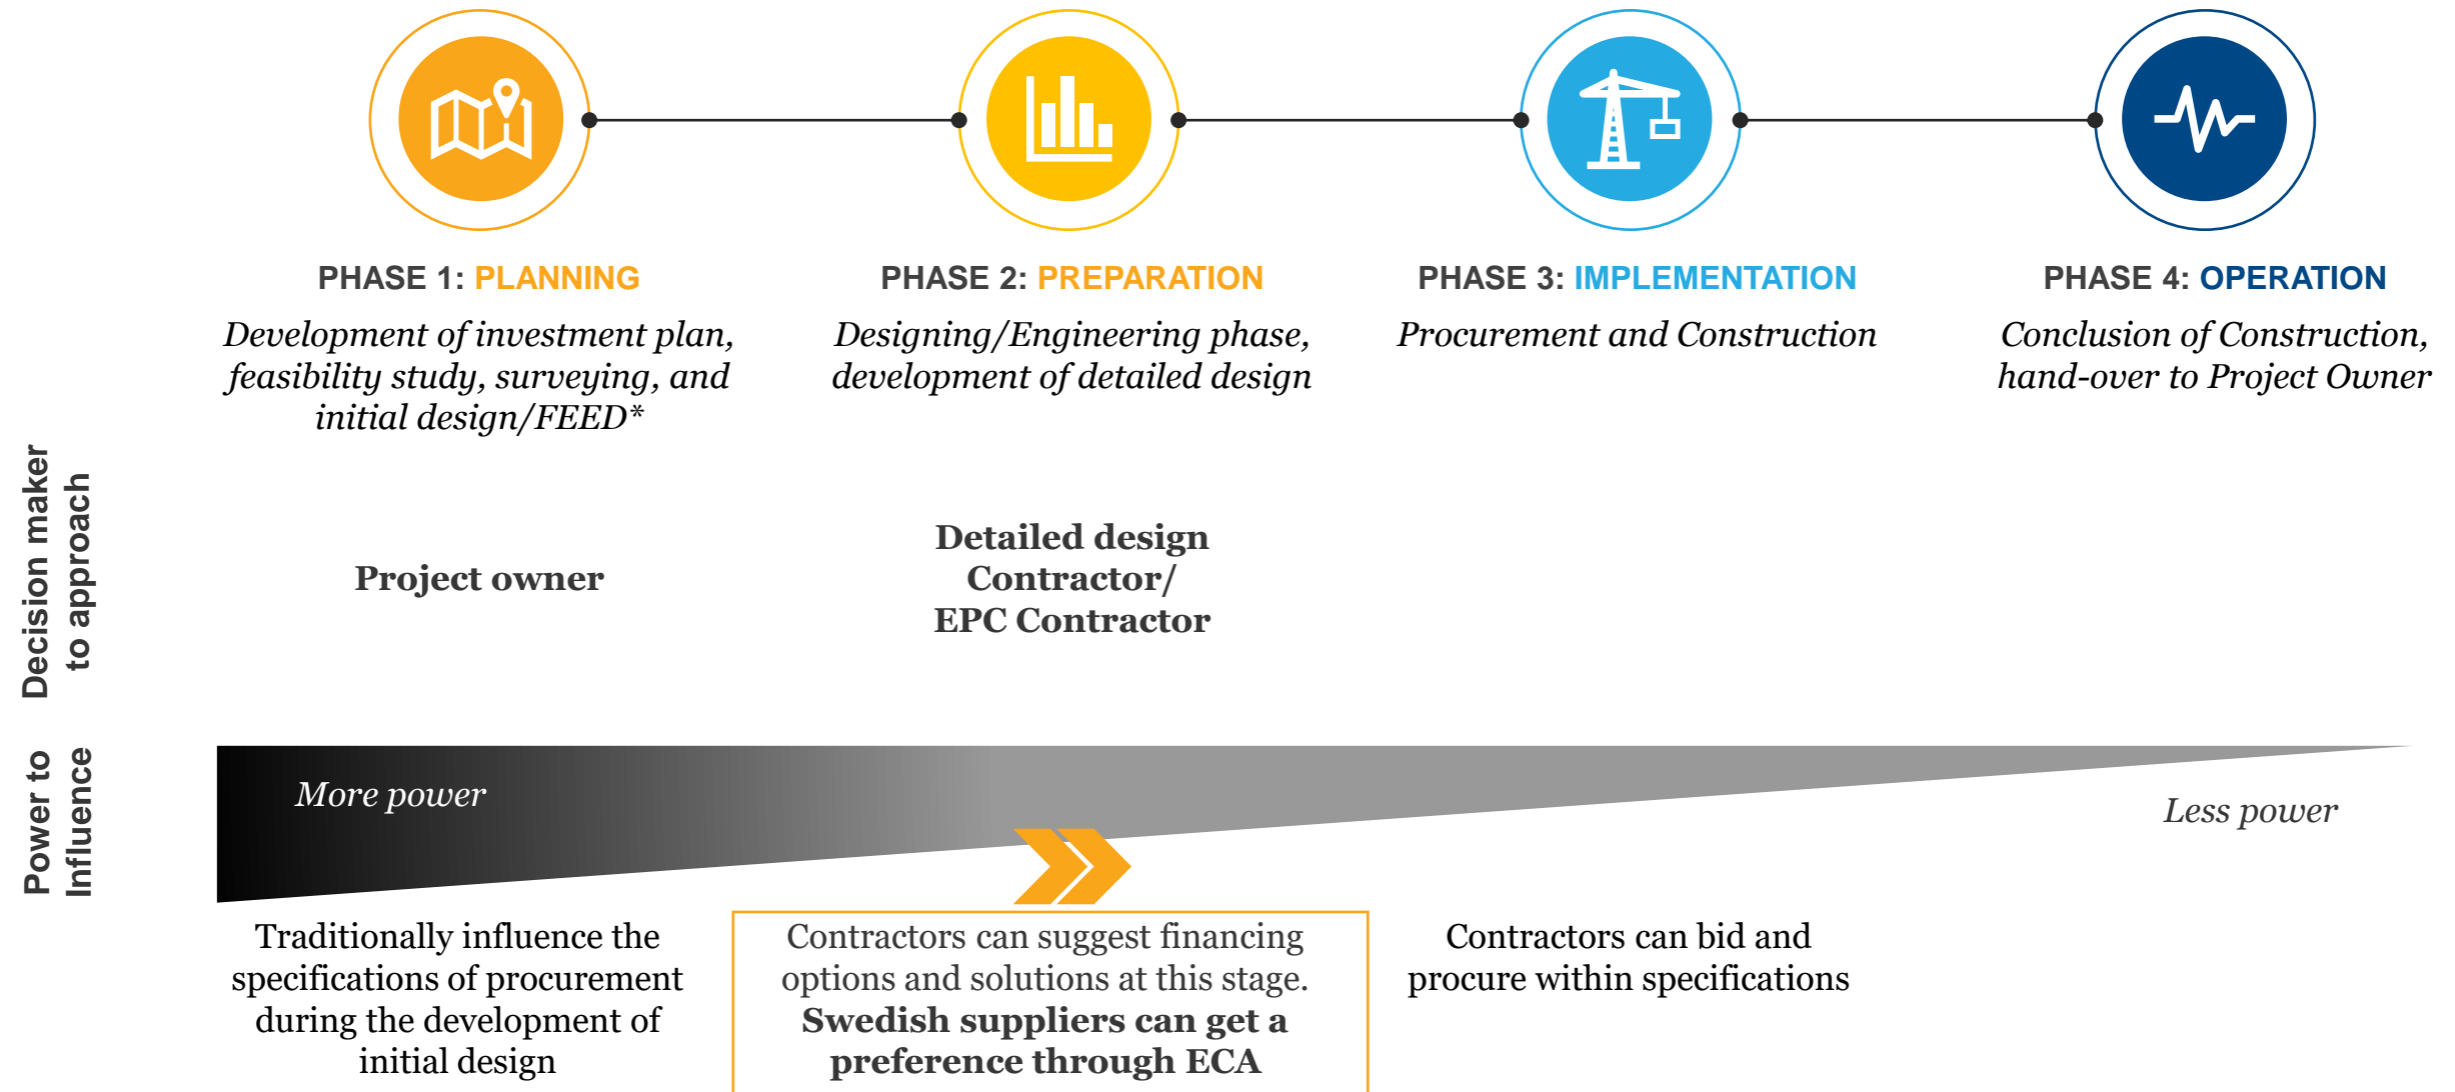 PHASE 1: PLANNING
Development of investment plan,
feasibility study, surveying, and
initial design/FEED*
PHASE 2: PREPARATION
Designing/Engineering phase,
development of detailed design
PHASE 3: IMPLEMENTATION
Procurement and Construction
PHASE 4: OPERATION
Conclusion of Construction,
hand-over to Project Owner
Decision maker
to approach
Project owner
Detailed design
Contractor/
EPC Contractor
Power to
Influence
More power
Less power
Traditionally influence the
specifications of procurement
during the development of
initial design
Contractors can suggest financing
options and solutions at this stage.
Swedish suppliers can get a
preference through ECA
Contractors can bid and
procure within specifications